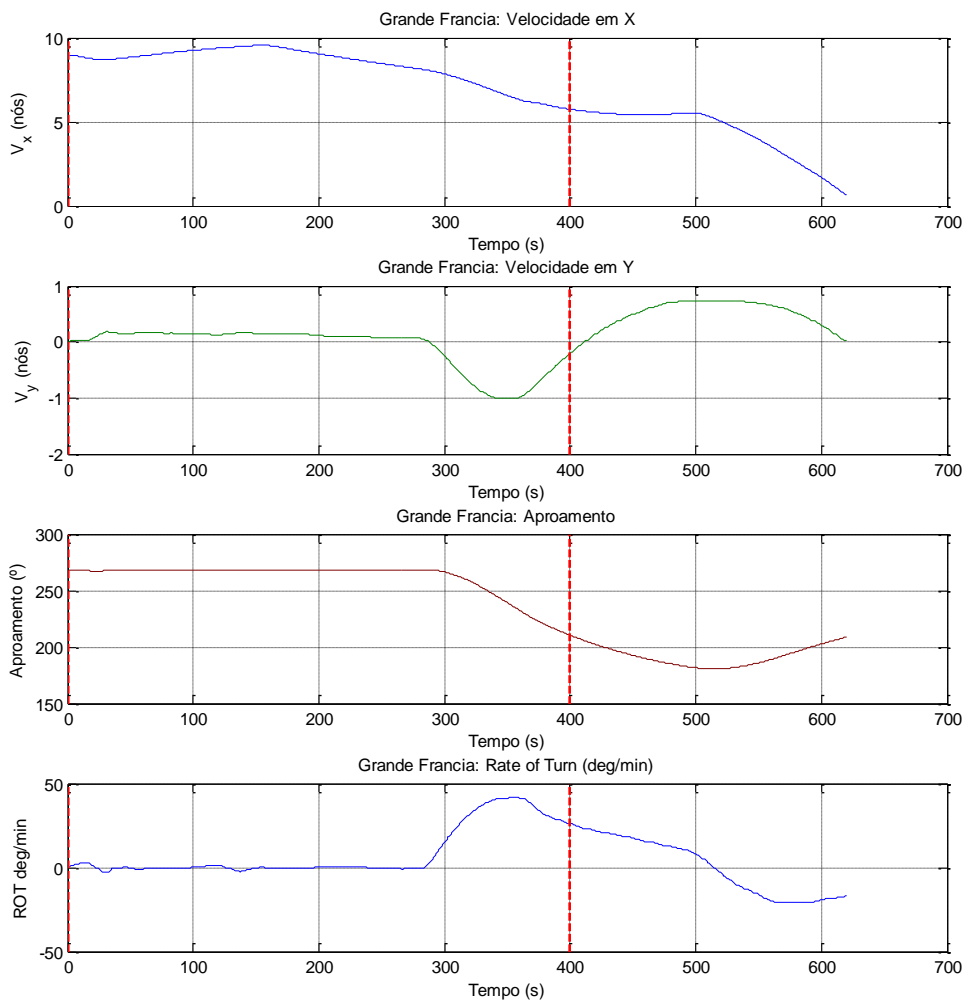 Grande Francia: Velocidade em X
10
5
0
V_x (nós)
0 100 200 300 400 500 600 700
Tempo (s)
Grande Francia: Velocidade em Y
1
0
-1
-2
V_y (nós)
0 100 200 300 400 500 600 700
Tempo (s)
Grande Francia: Aproamento
300
250
200
150
Aproamento (º)
0 100 200 300 400 500 600 700
Tempo (s)
Grande Francia: Rate of Turn (deg/min)
50
0
-50
ROT deg/min
0 100 200 300 400 500 600 700
Tempo (s)